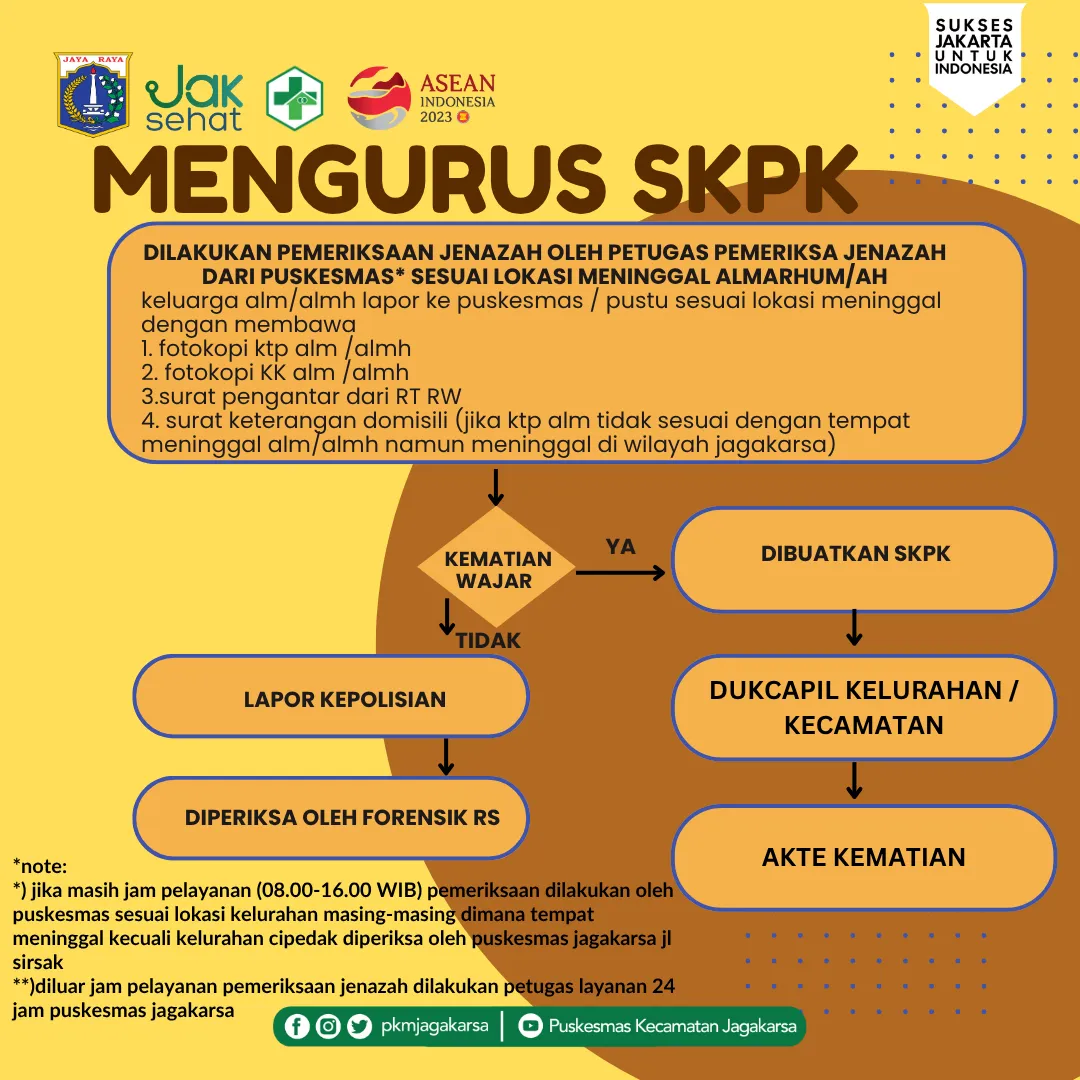 SUKSES
JAKARTA
UNTUK
INDONESIA
JAYA RAYA
Jak
sehat
ASEAN
INDONESIA
2023
MENGURUS SKPK
DILAKUKAN PEMERIKSAAN JENAZAH OLEH PETUGAS PEMERIKSA JENAZAH
DARI PUSKESMAS* SESUAI LOKASI MENINGGAL ALMARHUM/AH
keluarga alm/almh lapor ke puskesmas / pustu sesuai lokasi meninggal
dengan membawa
1. fotokopi ktp alm /almh
2. fotokopi KK alm /almh
3.surat pengantar dari RT RW
4. surat keterangan domisili (jika ktp alm tidak sesuai dengan tempat
meninggal alm/almh namun meninggal di wilayah jagakarsa)
KEMATIAN
WAJAR
YA
DIBUATKAN SKPK
TIDAK
LAPOR KEPOLISIAN
DUKCAPIL KELURAHAN /
KECAMATAN
DIPERIKSA OLEH FORENSIK RS
AKTE KEMATIAN
*note:
*) jika masih jam pelayanan (08.00-16.00 WIB) pemeriksaan dilakukan oleh
puskesmas sesuai lokasi kelurahan masing-masing dimana tempat
meninggal kecuali kelurahan cipedak diperiksa oleh puskesmas jagakarsa jl
sirsak
**)diluar jam pelayanan pemeriksaan jenazah dilakukan petugas layanan 24
jam puskesmas jagakarsa
pkmjagakarsa | Puskesmas Kecamatan Jagakarsa